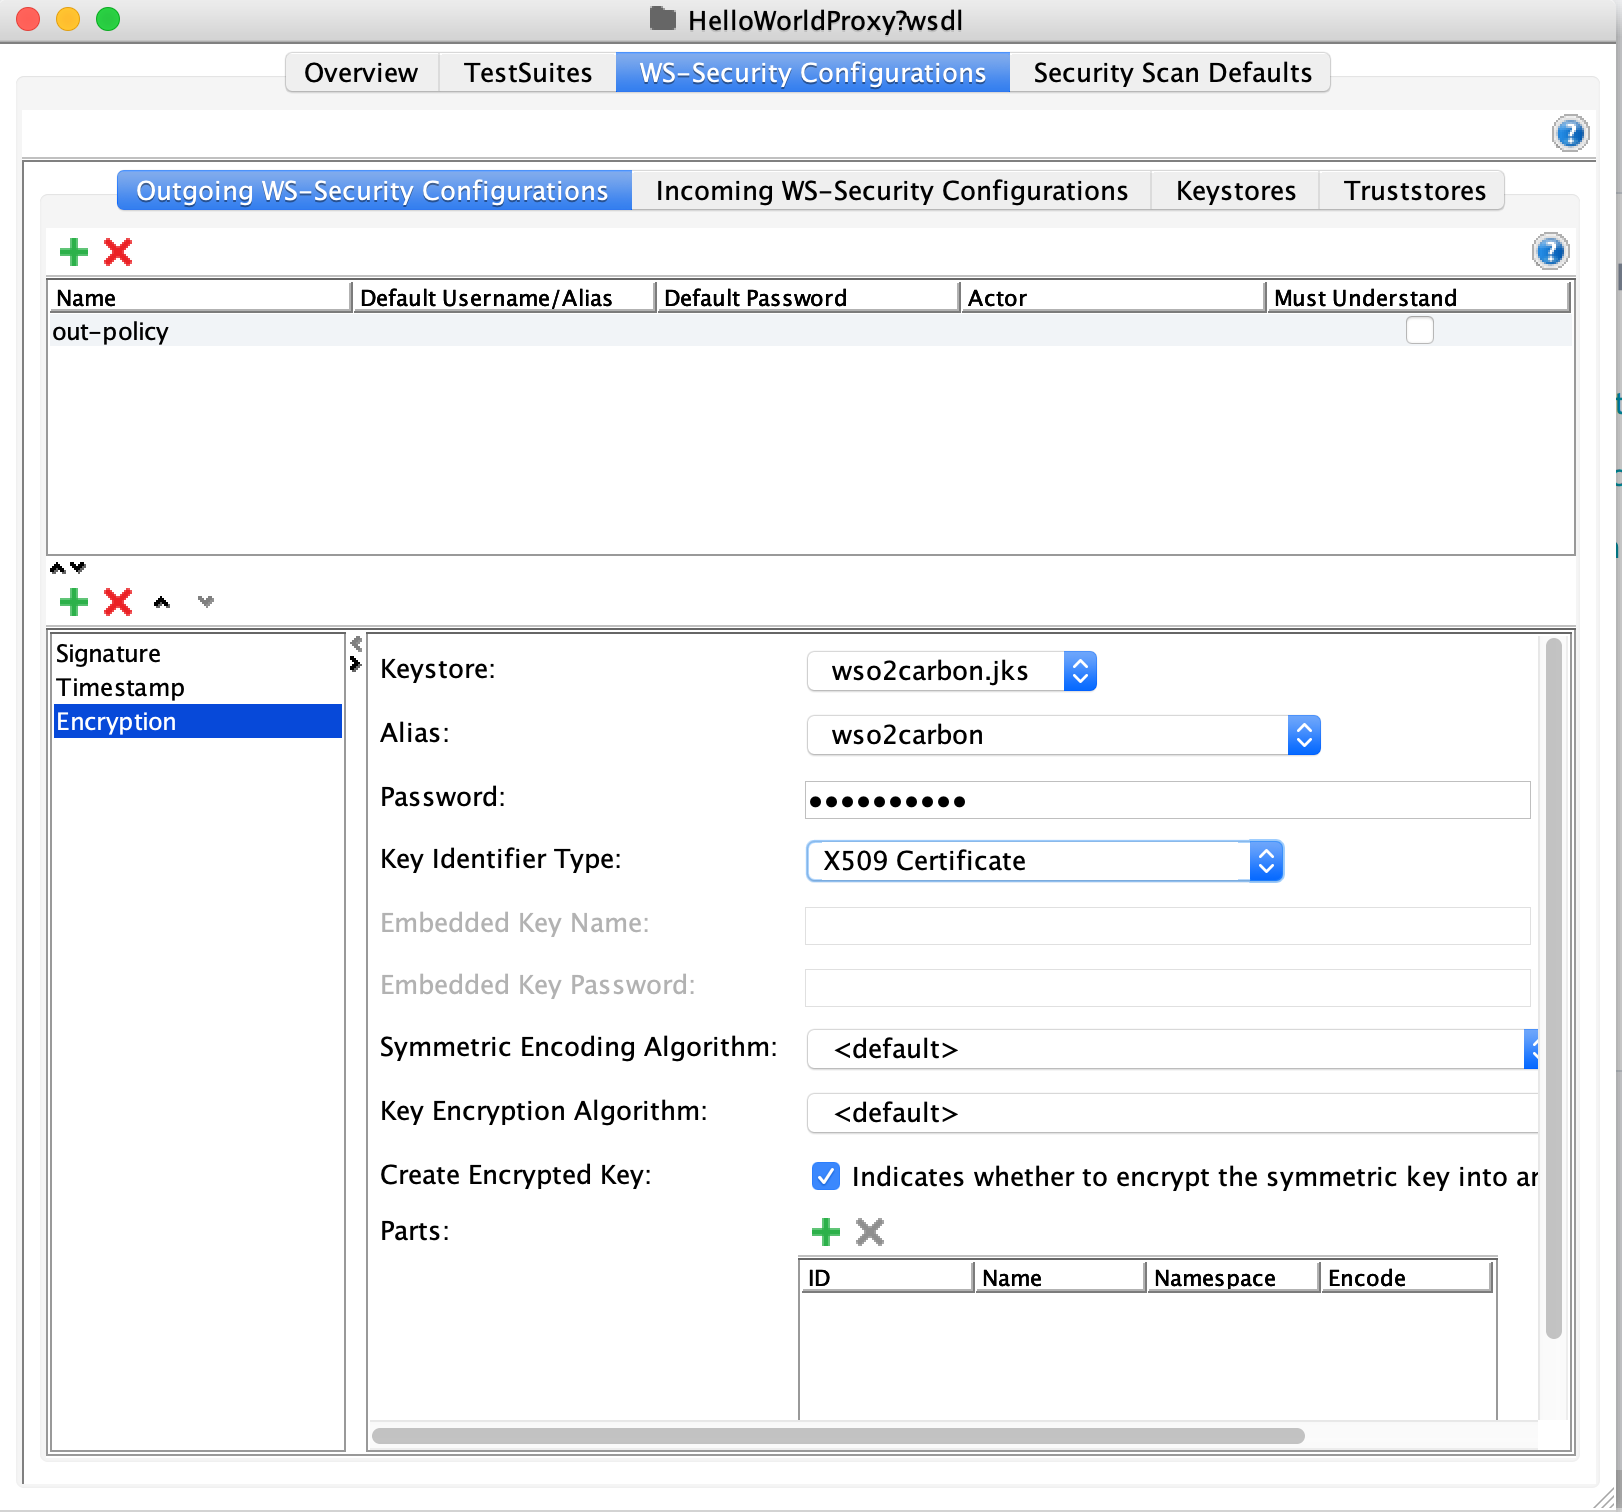 HelloWorldProxy?wsdl
Overview TestSuites WS-Security Configurations Security Scan Defaults
Outgoing WS-Security Configurations Incoming WS-Security Configurations Keystores Truststores
Name Default Username/Alias Default Password Actor Must Understand
out-policy
Signature
Timestamp
Encryption
Keystore: wso2carbon.jks
Alias: wso2carbon
Password: ••••••••••
Key Identifier Type: X509 Certificate
Embedded Key Name:
Embedded Key Password:
Symmetric Encoding Algorithm: <default>
Key Encryption Algorithm: <default>
Create Encrypted Key: Indicates whether to encrypt the symmetric key into
Parts:
ID Name Namespace Encode